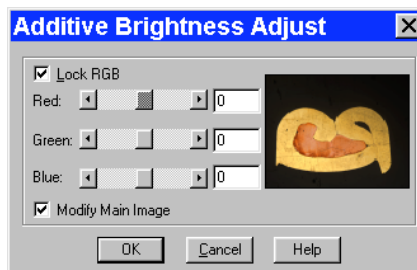 Additive Brightness Adjust
Lock RGB
Red: 0
Green: 0
Blue: 0
Modify Main Image
OK Cancel Help